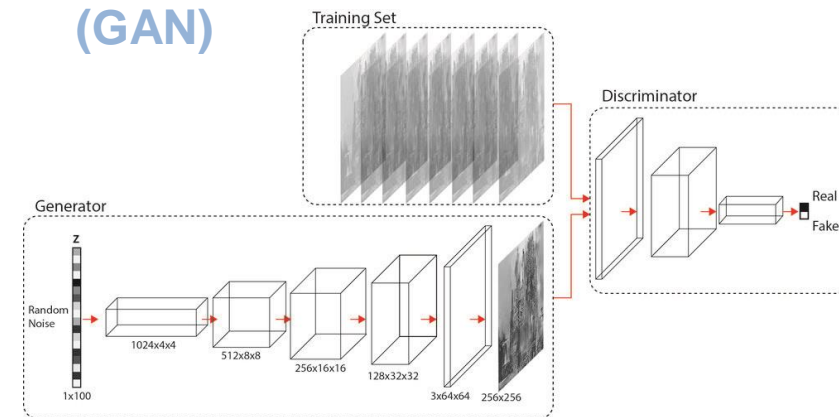 (GAN)
Training Set
Discriminator
Real
Fake
Generator
Z
Random
Noise
1x100
1024x4x4
512x8x8
256x16x16
128x32x32
3x64x64
256x256